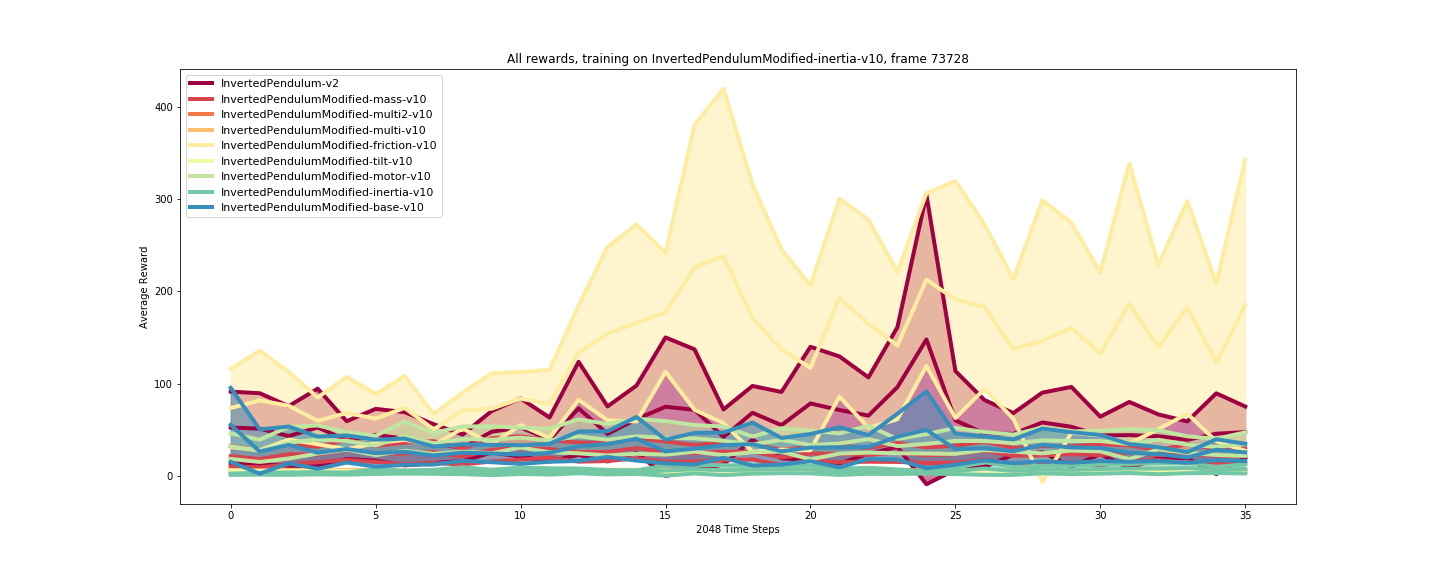 All rewards, training on InvertedPendulumModified-inertia-v10, frame 73728
InvertedPendulum-v2
InvertedPendulumModified-mass-v10
InvertedPendulumModified-multi2-v10
InvertedPendulumModified-multi-v10
InvertedPendulumModified-friction-v10
InvertedPendulumModified-tilt-v10
InvertedPendulumModified-motor-v10
InvertedPendulumModified-inertia-v10
InvertedPendulumModified-base-v10
Average Reward
400
300
200
100
0
0 5 10 15 20 25 30 35
2048 Time Steps